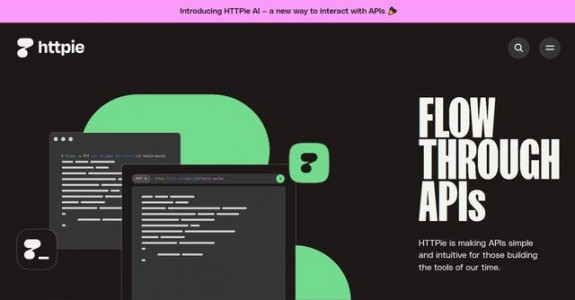 Introducing HTTPie AI – a new way to interact with APIs 🎉
httpie
FLOW
THROUGH
APIs
HTTPie is making APIs simple
and intuitive for those building
the tools of our time.